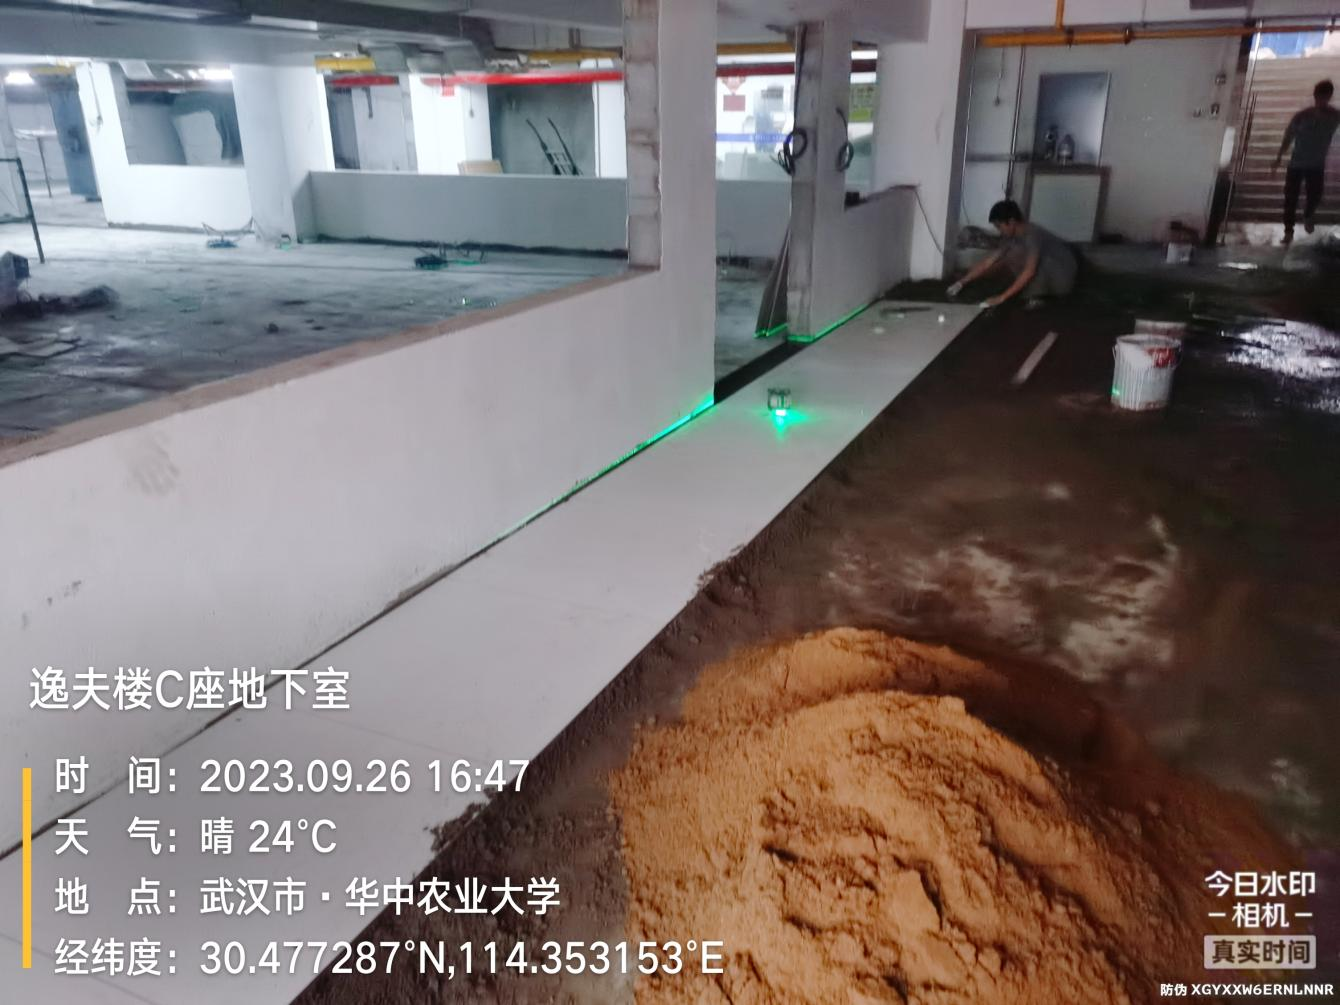 逸夫楼C座地下室
时 间：2023.09.26 16:47
天 气：晴 24°C
地 点：武汉市·华中农业大学
经纬度：30.477287°N,114.353153°E
今日水印
-相机-
真实时间
防伪 XGYXXW6ERNLNNR